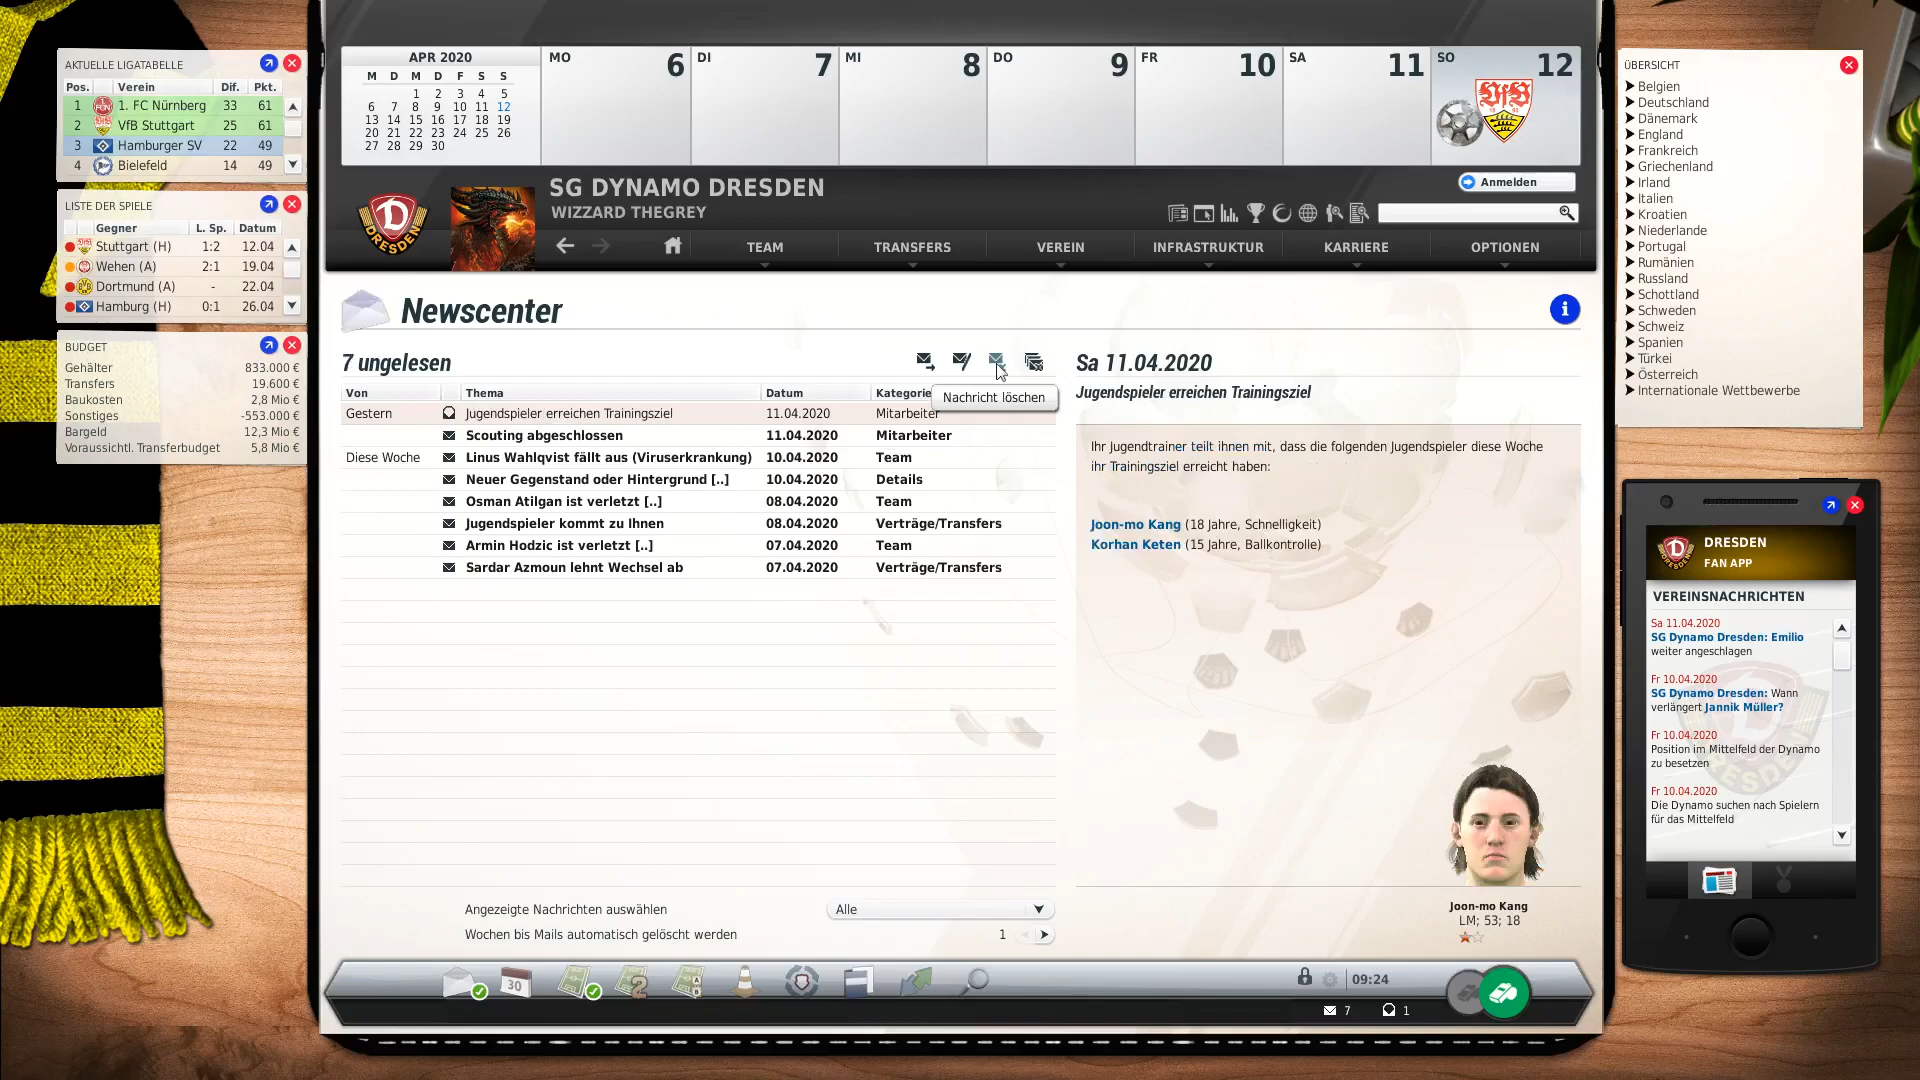 AKTUELLE LIGATABELLE
Pos. Verein Dif. Pkt.
1 1. FC Nürnberg 33 61
2 VfB Stuttgart 25 61
3 Hamburger SV 22 49
4 Bielefeld 14 49
LISTE DER SPIELE
Gegner L. Sp. Datum
Stuttgart (H) 1:2 12.04
Wehen (A) 2:1 19.04
Dortmund (A) - 22.04
Hamburg (H) 0:1 26.04
BUDGET
Gehälter 833.000 €
Transfers 19.600 €
Baukosten 2,8 Mio €
Sonstiges -553.000 €
Bargeld 12,3 Mio €
Voraussichtl. Transferbudget 5,8 Mio €
APR 2020
M D M D F S S
1 2 3 4 5
6 7 8 9 10 11 12
13 14 15 16 17 18 19
20 21 22 23 24 25 26
27 28 29 30
MO 6 DI 7 MI 8 DO 9 FR 10 SA 11 SO 12
SG DYNAMO DRESDEN
WIZZARD THEGREY
Anmelden
TEAM TRANSFERS VEREIN INFRASTRUKTUR KARRIERE OPTIONEN
Newscenter
7 ungelesen
Von Thema Datum Kategorie
Nachricht löschen
Gestern Jugendspieler erreichen Trainingsziel 11.04.2020 Mitarbeiter
Scouting abgeschlossen 11.04.2020 Mitarbeiter
Diese Woche Linus Wahlqvist fällt aus (Viruserkrankung) 10.04.2020 Team
Neuer Gegenstand oder Hintergrund [..] 10.04.2020 Details
Osman Atilgan ist verletzt [..] 08.04.2020 Team
Jugendspieler kommt zu Ihnen 08.04.2020 Verträge/Transfers
Armin Hodzic ist verletzt [..] 07.04.2020 Team
Sardar Azmoun lehnt Wechsel ab 07.04.2020 Verträge/Transfers
Angezeigte Nachrichten auswählen Alle
Wochen bis Mails automatisch gelöscht werden 1
Sa 11.04.2020
Jugendspieler erreichen Trainingsziel
Ihr Jugendtrainer teilt ihnen mit, dass die folgenden Jugendspieler diese Woche
ihr Trainingsziel erreicht haben:
Joon-mo Kang (18 Jahre, Schnelligkeit)
Korhan Keten (15 Jahre, Ballkontrolle)
Joon-mo Kang
LM; 53; 18
30
2
09:24
7 1
ÜBERSICHT
Belgien
Deutschland
Dänemark
England
Frankreich
Griechenland
Irland
Italien
Kroatien
Niederlande
Portugal
Rumänien
Russland
Schottland
Schweden
Schweiz
Spanien
Türkei
Österreich
Internationale Wettbewerbe
DRESDEN
FAN APP
VEREINSNACHRICHTEN
Sa 11.04.2020
SG Dynamo Dresden: Emilio
weiter angeschlagen
Fr 10.04.2020
SG Dynamo Dresden: Wann
verlängert Jannik Müller?
Fr 10.04.2020
Position im Mittelfeld der Dynamo
zu besetzen
Fr 10.04.2020
Die Dynamo suchen nach Spielern
für das Mittelfeld